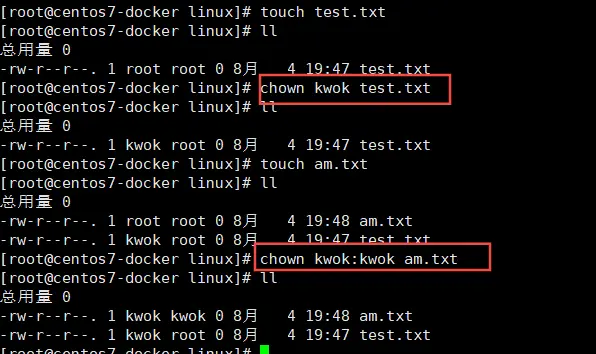 [root@centos7-docker linux]# touch test.txt
[root@centos7-docker linux]# ll
总用量 0
-rw-r--r--. 1 root root 0 8月   4 19:47 test.txt
[root@centos7-docker linux]# chown kwok test.txt
[root@centos7-docker linux]# ll
总用量 0
-rw-r--r--. 1 kwok root 0 8月   4 19:47 test.txt
[root@centos7-docker linux]# touch am.txt
[root@centos7-docker linux]# ll
总用量 0
-rw-r--r--. 1 root root 0 8月   4 19:48 am.txt
-rw-r--r--. 1 kwok root 0 8月   4 19:47 test.txt
[root@centos7-docker linux]# chown kwok:kwok am.txt
[root@centos7-docker linux]# ll
总用量 0
-rw-r--r--. 1 kwok kwok 0 8月   4 19:48 am.txt
-rw-r--r--. 1 kwok root 0 8月   4 19:47 test.txt
[root@centos7-docker linux]#